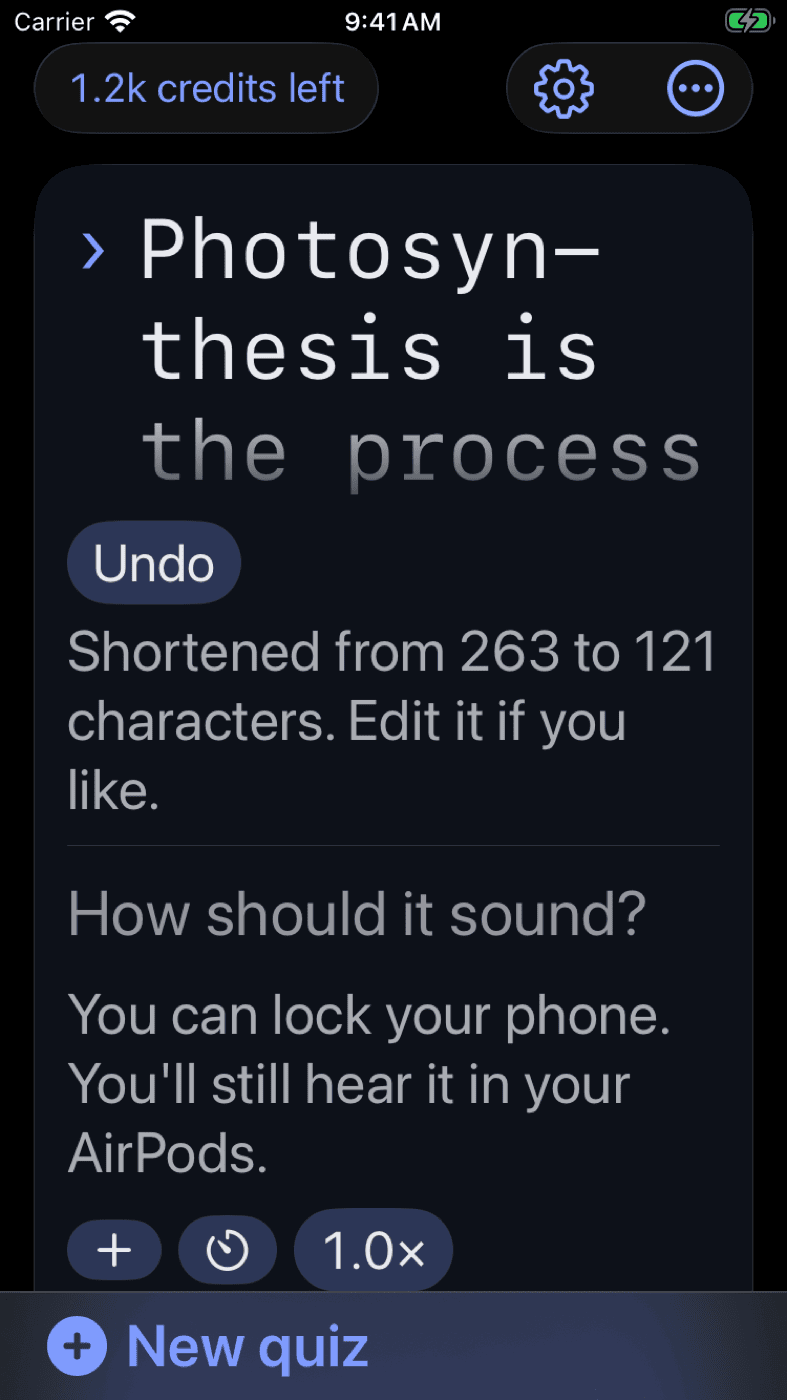 Carrier
9:41 AM
1.2k credits left
› Photosyn-
thesis is
the process
Undo
Shortened from 263 to 121
characters. Edit it if you
like.
How should it sound?
You can lock your phone.
You'll still hear it in your
AirPods.
+
1.0×
New quiz